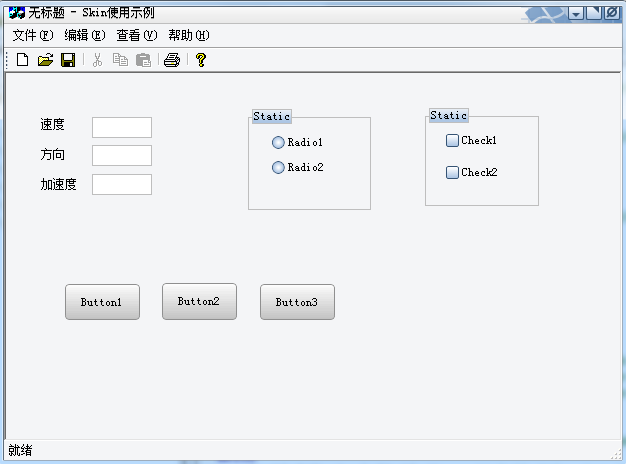 无标题 - Skin使用示例
文件(F) 编辑(E) 查看(V) 帮助(H)
速度
方向
加速度
Static
Radio1
Radio2
Static
Check1
Check2
Button1 Button2 Button3
就绪